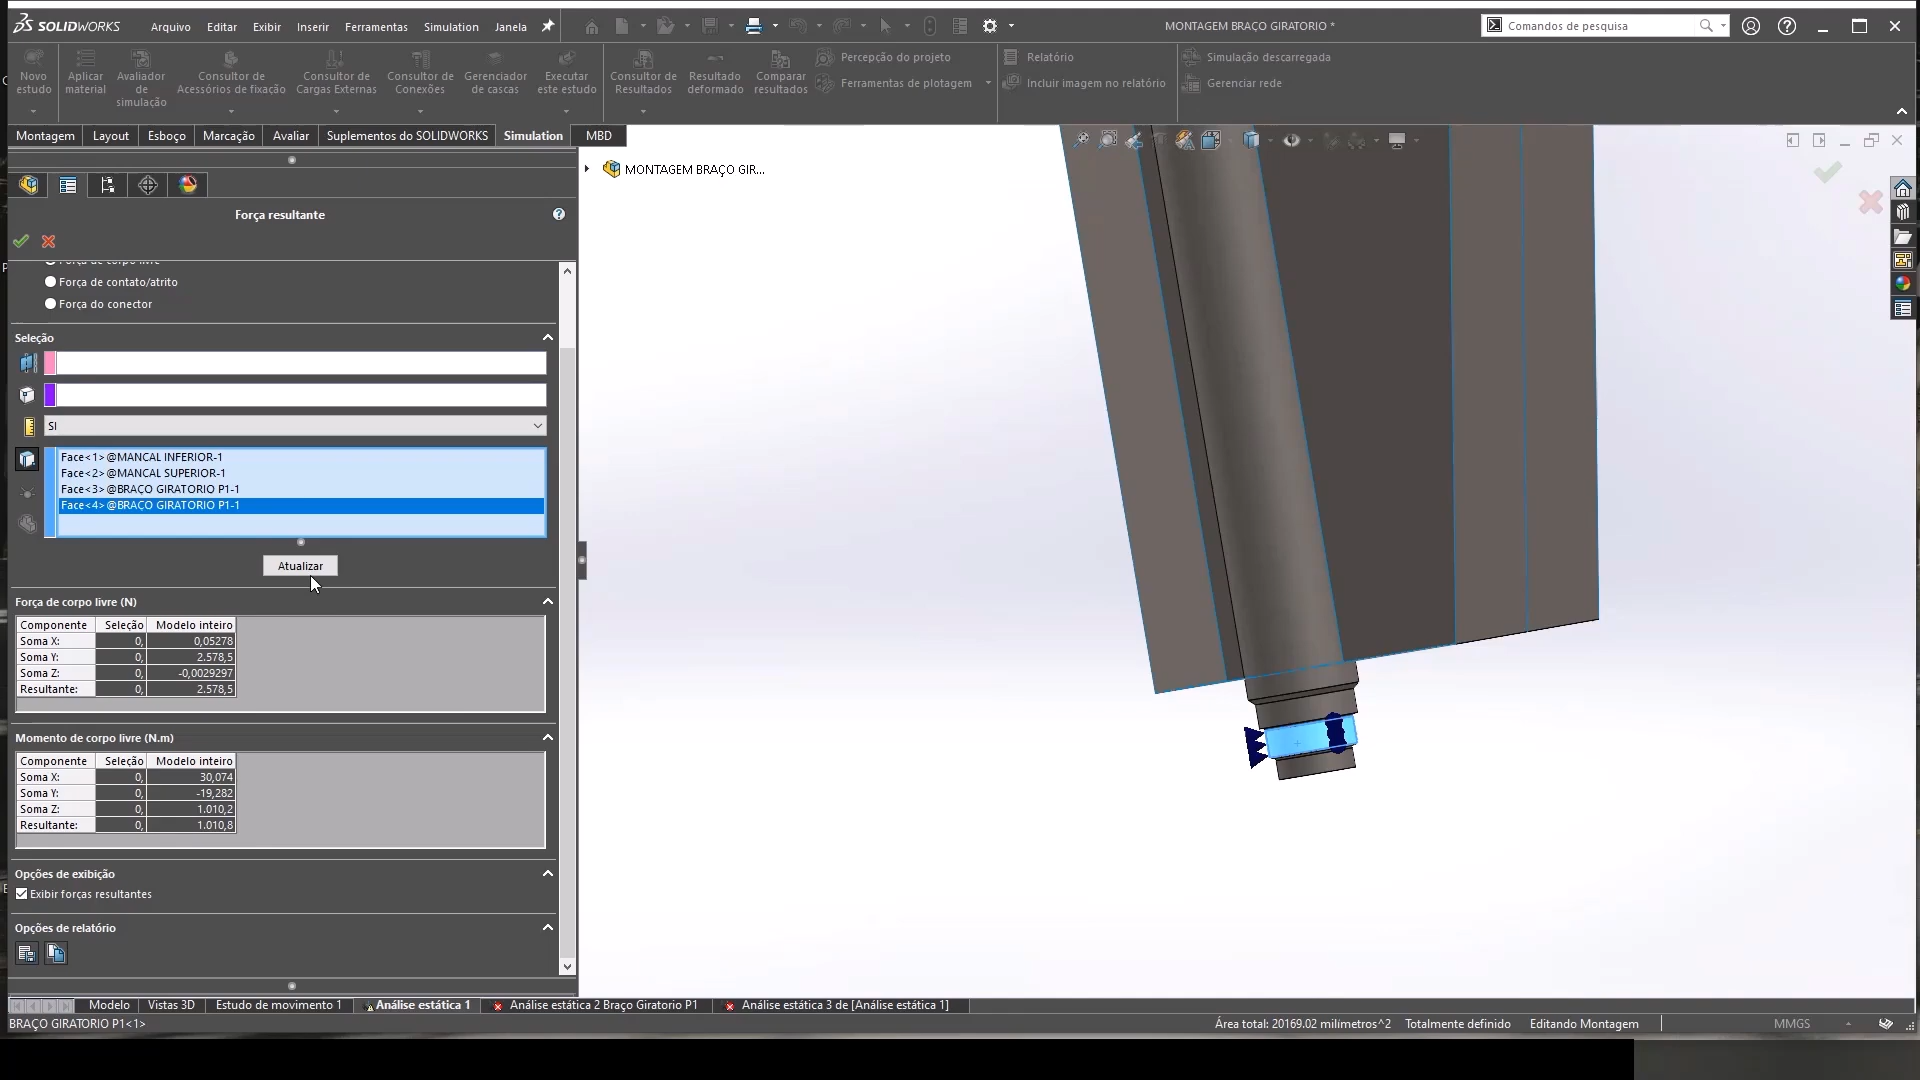 SOLIDWORKS Arquivo Editar Exibir Inserir Ferramentas Simulation Janela MONTAGEM BRAÇO GIRATORIO * Comandos de pesquisa
Novo estudo
Aplicar material
Avaliador de simulação
Consultor de Acessórios de fixação
Consultor de Cargas Externas
Consultor de Conexões
Gerenciador de cascas
Executar este estudo
Consultor de Resultados
Resultado deformado
Comparar resultados
Percepção do projeto
Ferramentas de plotagem
Relatório
Incluir imagem no relatório
Simulação descarregada
Gerenciar rede
Montagem Layout Esboço Marcação Avaliar Suplementos do SOLIDWORKS Simulation MBD
MONTAGEM BRAÇO GIR...
Força resultante
Força de corpo livre
Força de contato/atrito
Força do conector
Seleção
SI
Face<1>@MANCAL INFERIOR-1
Face<2>@MANCAL SUPERIOR-1
Face<3>@BRAÇO GIRATORIO P1-1
Face<4>@BRAÇO GIRATORIO P1-1
Atualizar
Força de corpo livre (N)
Componente Seleção Modelo inteiro
Soma X: 0, 0,05278
Soma Y: 0, 2.578,5
Soma Z: 0, -0,0029297
Resultante: 0, 2.578,5
Momento de corpo livre (N.m)
Componente Seleção Modelo inteiro
Soma X: 0, 30,074
Soma Y: 0, -19,282
Soma Z: 0, 1.010,2
Resultante: 0, 1.010,8
Opções de exibição
Exibir forças resultantes
Opções de relatório
Modelo Vistas 3D Estudo de movimento 1 Análise estática 1 Análise estática 2 Braço Giratorio P1 Análise estática 3 de [Análise estática 1]
BRAÇO GIRATORIO P1<1> Área total: 20169.02 milímetros^2 Totalmente definido Editando Montagem MMGS